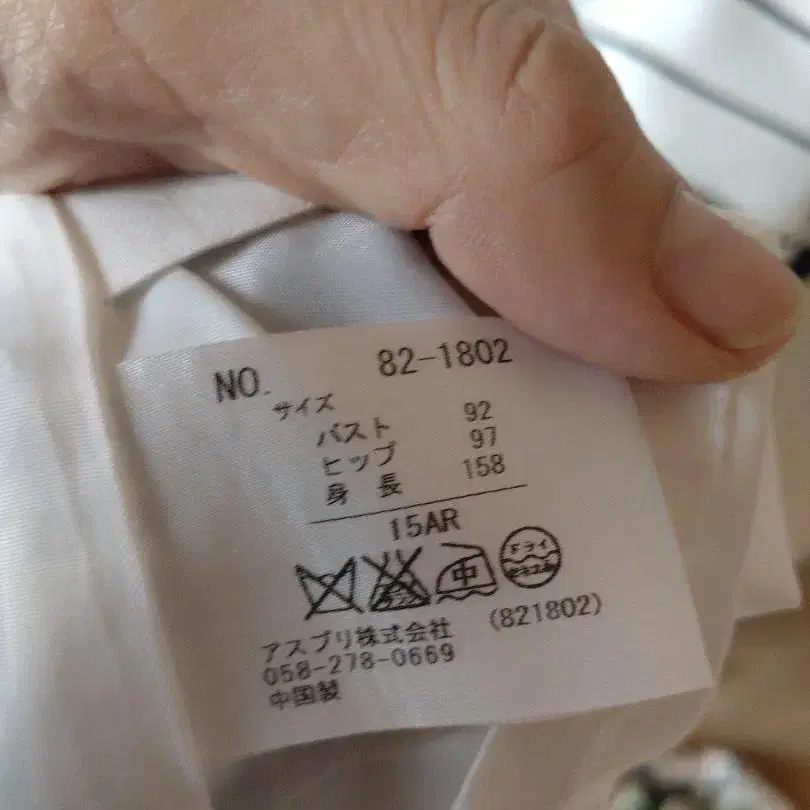 NO. 82-1802
サイズ
バスト 92
ヒップ 97
身長 158
15AR
中 ドライ
(821802)
アスプリ株式会社
058-278-0669
中国製